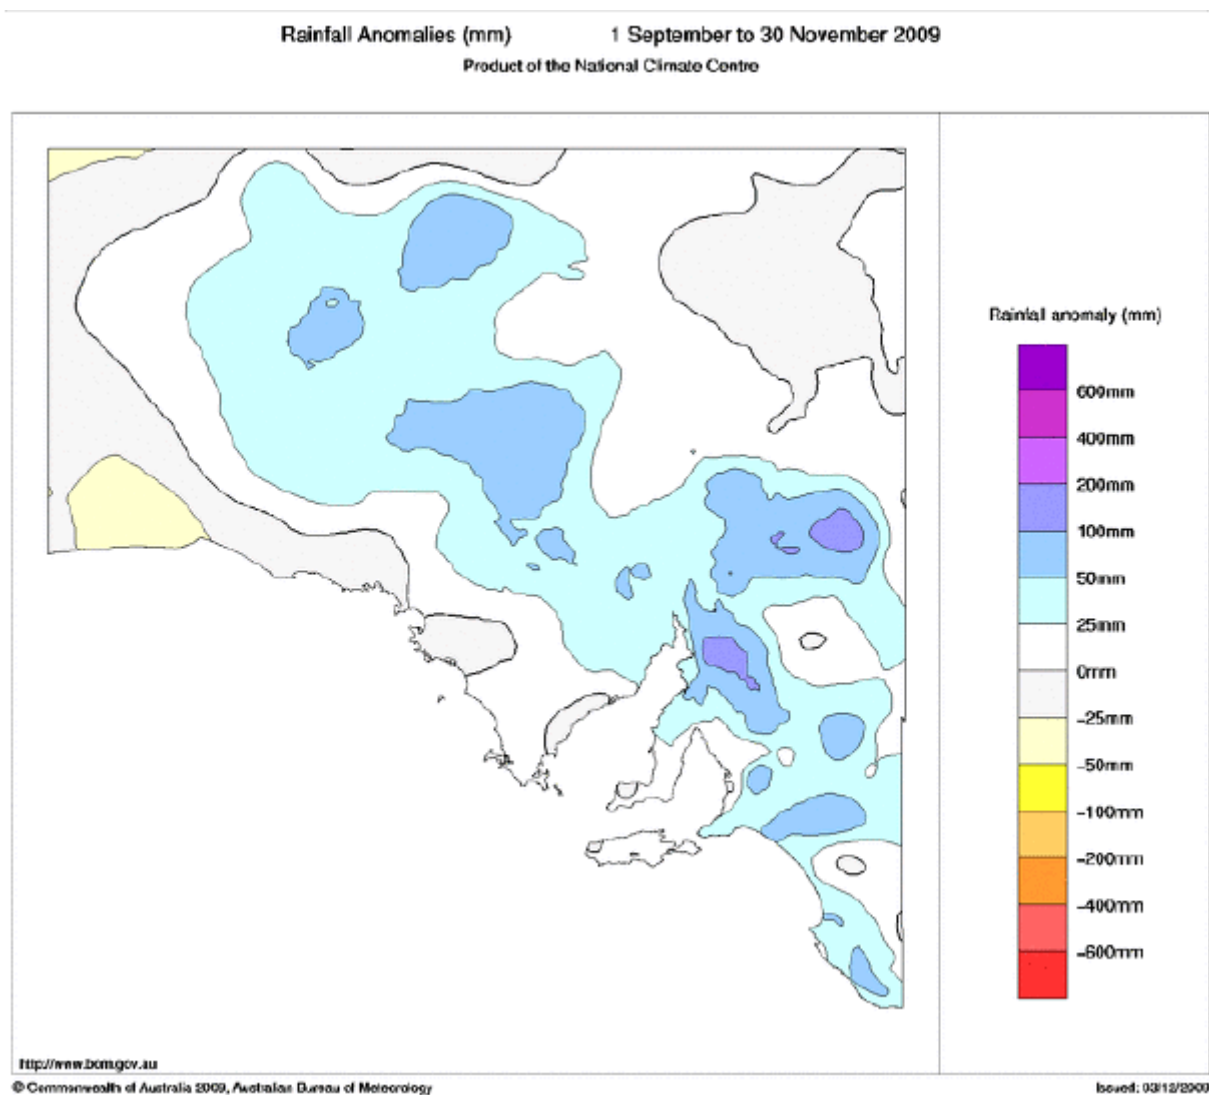 Rainfall Anomalies (mm) 1 September to 30 November 2009
Product of the National Climate Centre
Rainfall anomaly (mm)
600mm
400mm
200mm
100mm
50mm
25mm
0mm
-25mm
-50mm
-100mm
-200mm
-400mm
-600mm
http://www.bom.gov.au
© Commonwealth of Australia 2009, Australian Bureau of Meteorology
Issued: 03/12/2009